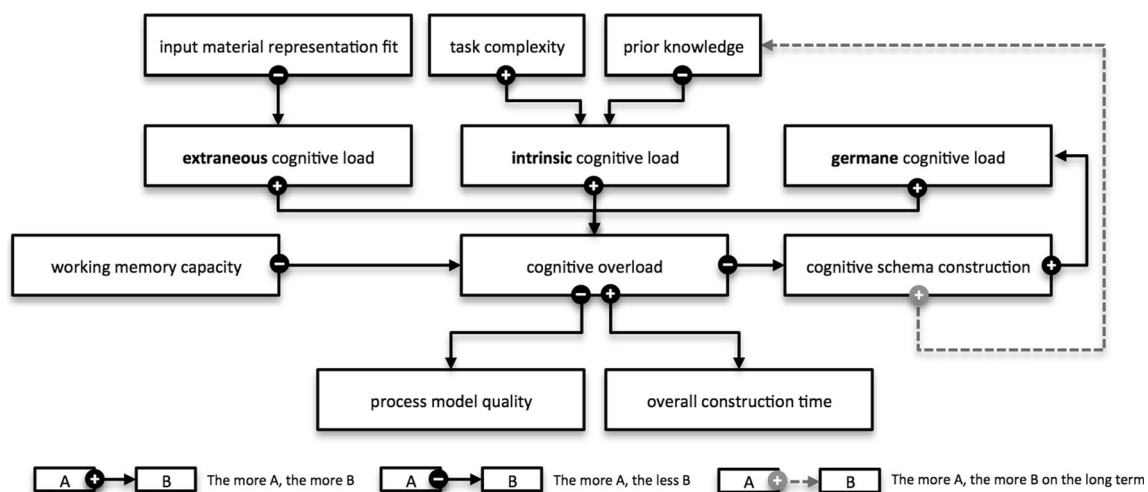 input material representation fit
task complexity
prior knowledge
extraneous cognitive load
intrinsic cognitive load
germane cognitive load
working memory capacity
cognitive overload
cognitive schema construction
process model quality
overall construction time
A + B The more A, the more B
A − B The more A, the less B
A + B The more A, the more B on the long term